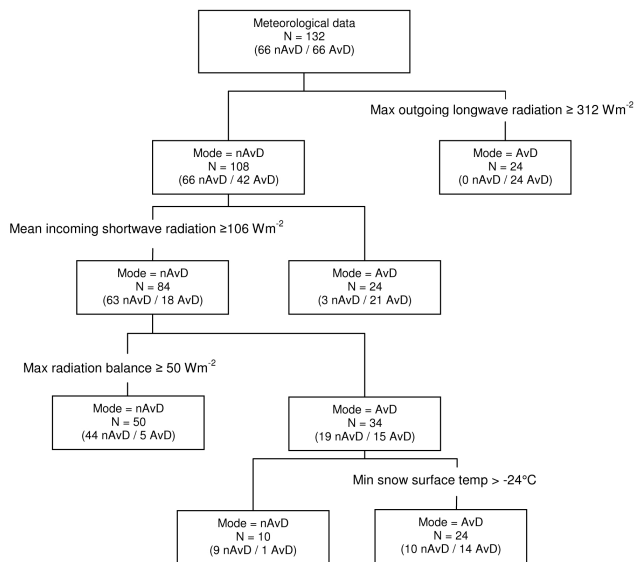 Meteorological data
N = 132
(66 nAvD / 66 AvD)
Max outgoing longwave radiation ≥ 312 Wm⁻²
Mode = nAvD
N = 108
(66 nAvD / 42 AvD)
Mode = AvD
N = 24
(0 nAvD / 24 AvD)
Mean incoming shortwave radiation ≥106 Wm⁻²
Mode = nAvD
N = 84
(63 nAvD / 18 AvD)
Mode = AvD
N = 24
(3 nAvD / 21 AvD)
Max radiation balance ≥ 50 Wm⁻²
Mode = nAvD
N = 50
(44 nAvD / 5 AvD)
Mode = AvD
N = 34
(19 nAvD / 15 AvD)
Min snow surface temp > -24°C
Mode = nAvD
N = 10
(9 nAvD / 1 AvD)
Mode = AvD
N = 24
(10 nAvD / 14 AvD)